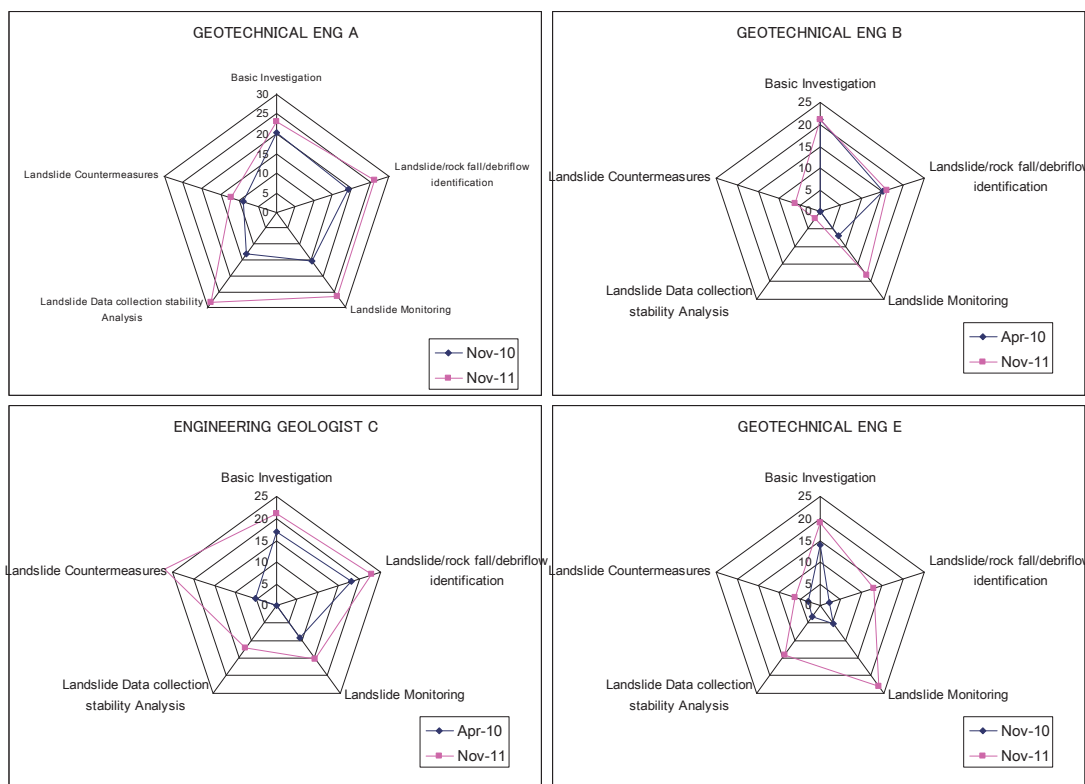 GEOTECHNICAL ENG A
Basic Investigation
30
25
20
15
10
5
0
Landslide/rock fall/debriflow
identification
Landslide Monitoring
Landslide Data collection stability
Analysis
Landslide Countermeasures
Nov-10
Nov-11
GEOTECHNICAL ENG B
Basic Investigation
25
20
15
10
5
0
Landslide/rock fall/debriflow
identification
Landslide Monitoring
Landslide Data collection
stability Analysis
Landslide Countermeasures
Apr-10
Nov-11
ENGINEERING GEOLOGIST C
Basic Investigation
25
20
15
10
5
0
Landslide/rock fall/debriflow
identification
Landslide Monitoring
Landslide Data collection
stability Analysis
Landslide Countermeasures
Apr-10
Nov-11
GEOTECHNICAL ENG E
Basic Investigation
25
20
15
10
5
0
Landslide/rock fall/debriflow
identification
Landslide Monitoring
Landslide Data collection
stability Analysis
Landslide Countermeasures
Nov-10
Nov-11